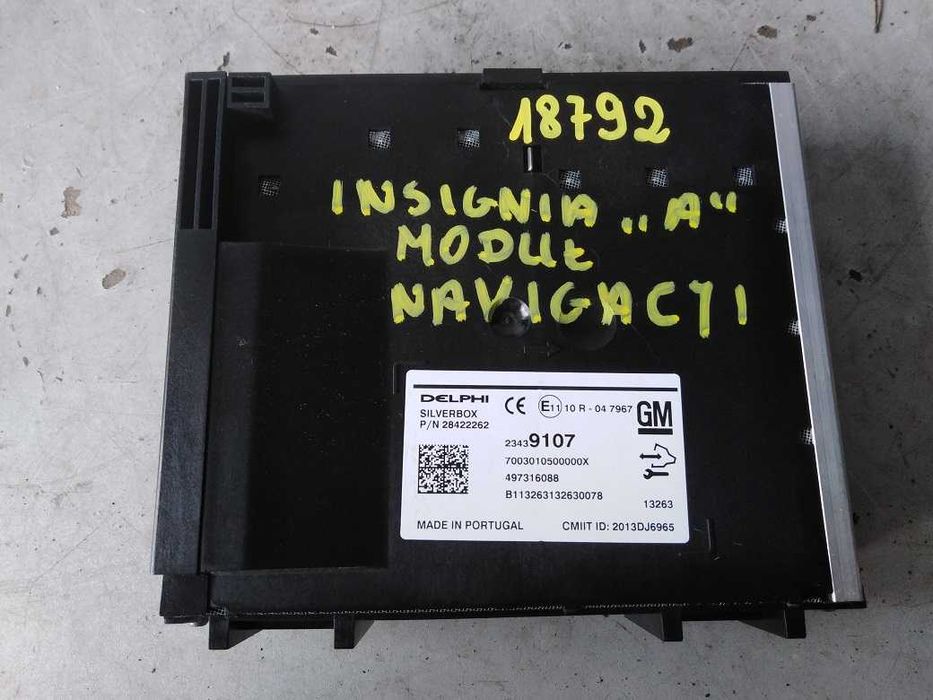 18792
INSIGNIA „A"
MODUŁ
NAVIGACYI
DELPHI
SILVERBOX
P/N 28422262
CE E11 10 R - 04 7967
GM
23439107
7003010500000X
497316088
B113263132630078
13263
MADE IN PORTUGAL
CMIIT ID: 2013DJ6965